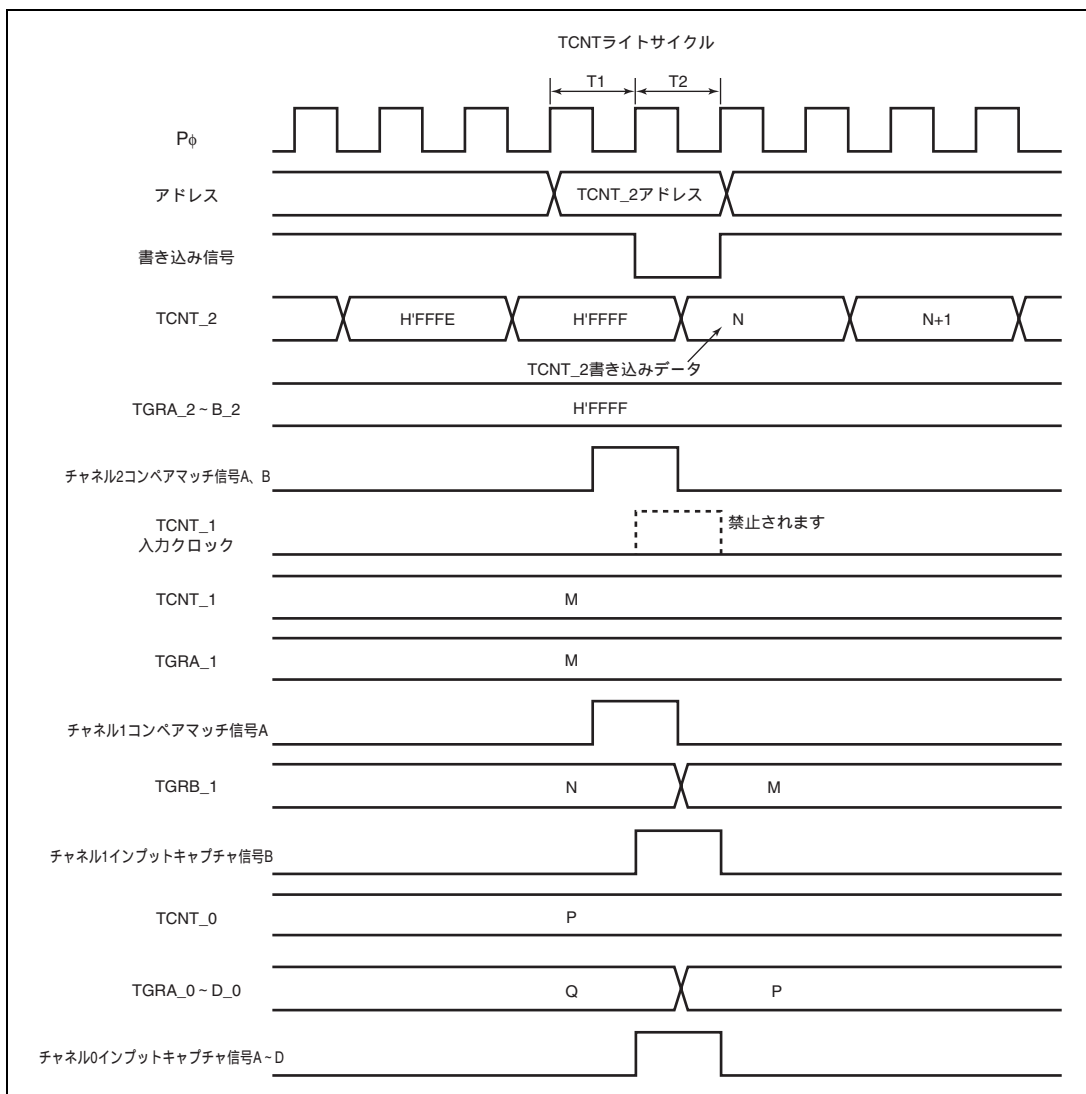 TCNTライトサイクル
T1 T2
Pφ
アドレス
TCNT_2アドレス
書き込み信号
TCNT_2
H'FFFE H'FFFF N N+1
TCNT_2書き込みデータ
TGRA_2~B_2
H'FFFF
チャネル2コンペアマッチ信号A、B
TCNT_1
入力クロック
禁止されます
TCNT_1
M
TGRA_1
M
チャネル1コンペアマッチ信号A
TGRB_1
N M
チャネル1インプットキャプチャ信号B
TCNT_0
P
TGRA_0~D_0
Q P
チャネル0インプットキャプチャ信号A~D